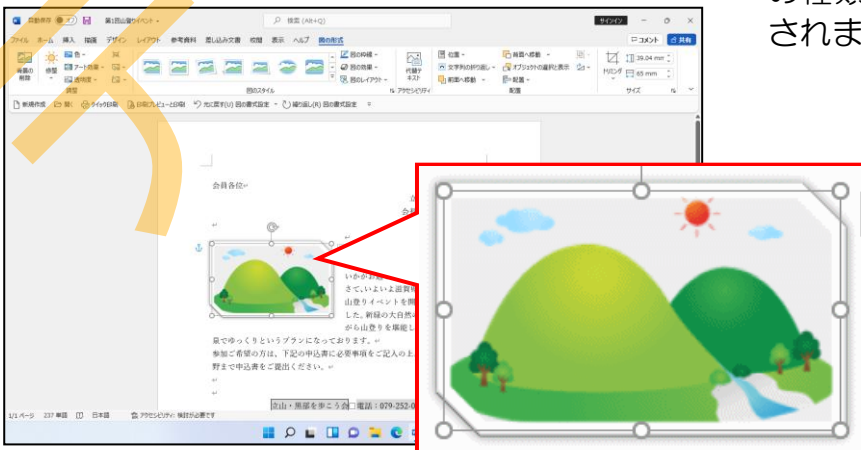 自動保存
オフ
第1回山登りイベント
検索 (Alt+Q)
サインイン
ファイル ホーム 挿入 描画 デザイン レイアウト 参考資料 差し込み文書 校閲 表示 ヘルプ 図の形式
コメント
共有
背景の
削除
修整
色
アート効果
透明度
調整
図のスタイル
図の枠線
図の効果
図のレイアウト
代替テ
キスト
アクセシビリティ
位置
文字列の折り返し
前面へ移動
背面へ移動
オブジェクトの選択と表示
配置
配置
トリミング
39.04 mm
65 mm
サイズ
新規作成 開く クイック印刷 印刷プレビューと印刷 元に戻す(U) 図の書式設定 繰り返し(R) 図の書式設定
会員各位
さて、いよいよ
山登りイベントを
した。新緑の大自然
がら山登りを堪能し
泉でゆっくりというプランになっております。
参加ご希望の方は、下記の申込書に必要事項をご記入の上
野まで申込書をご提出ください。
立山・黒部を歩こう会 電話:079-252-0
1/1 ページ 237 単語 日本語 アクセシビリティ: 検討が必要です
されま